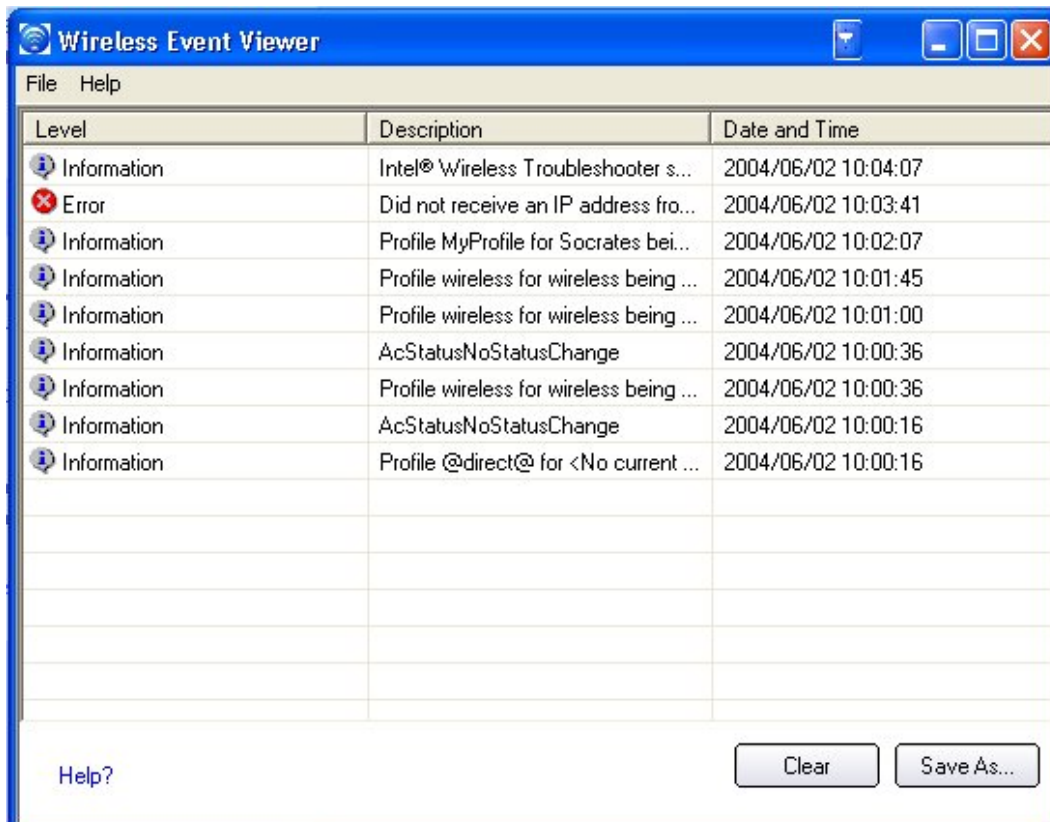 Wireless Event Viewer
File Help
Level Description Date and Time
Information Intel® Wireless Troubleshooter s... 2004/06/02 10:04:07
Error Did not receive an IP address fro... 2004/06/02 10:03:41
Information Profile MyProfile for Socrates bei... 2004/06/02 10:02:07
Information Profile wireless for wireless being ... 2004/06/02 10:01:45
Information Profile wireless for wireless being ... 2004/06/02 10:01:00
Information AcStatusNoStatusChange 2004/06/02 10:00:36
Information Profile wireless for wireless being ... 2004/06/02 10:00:36
Information AcStatusNoStatusChange 2004/06/02 10:00:16
Information Profile @direct@ for <No current ... 2004/06/02 10:00:16
Help? Clear Save As...